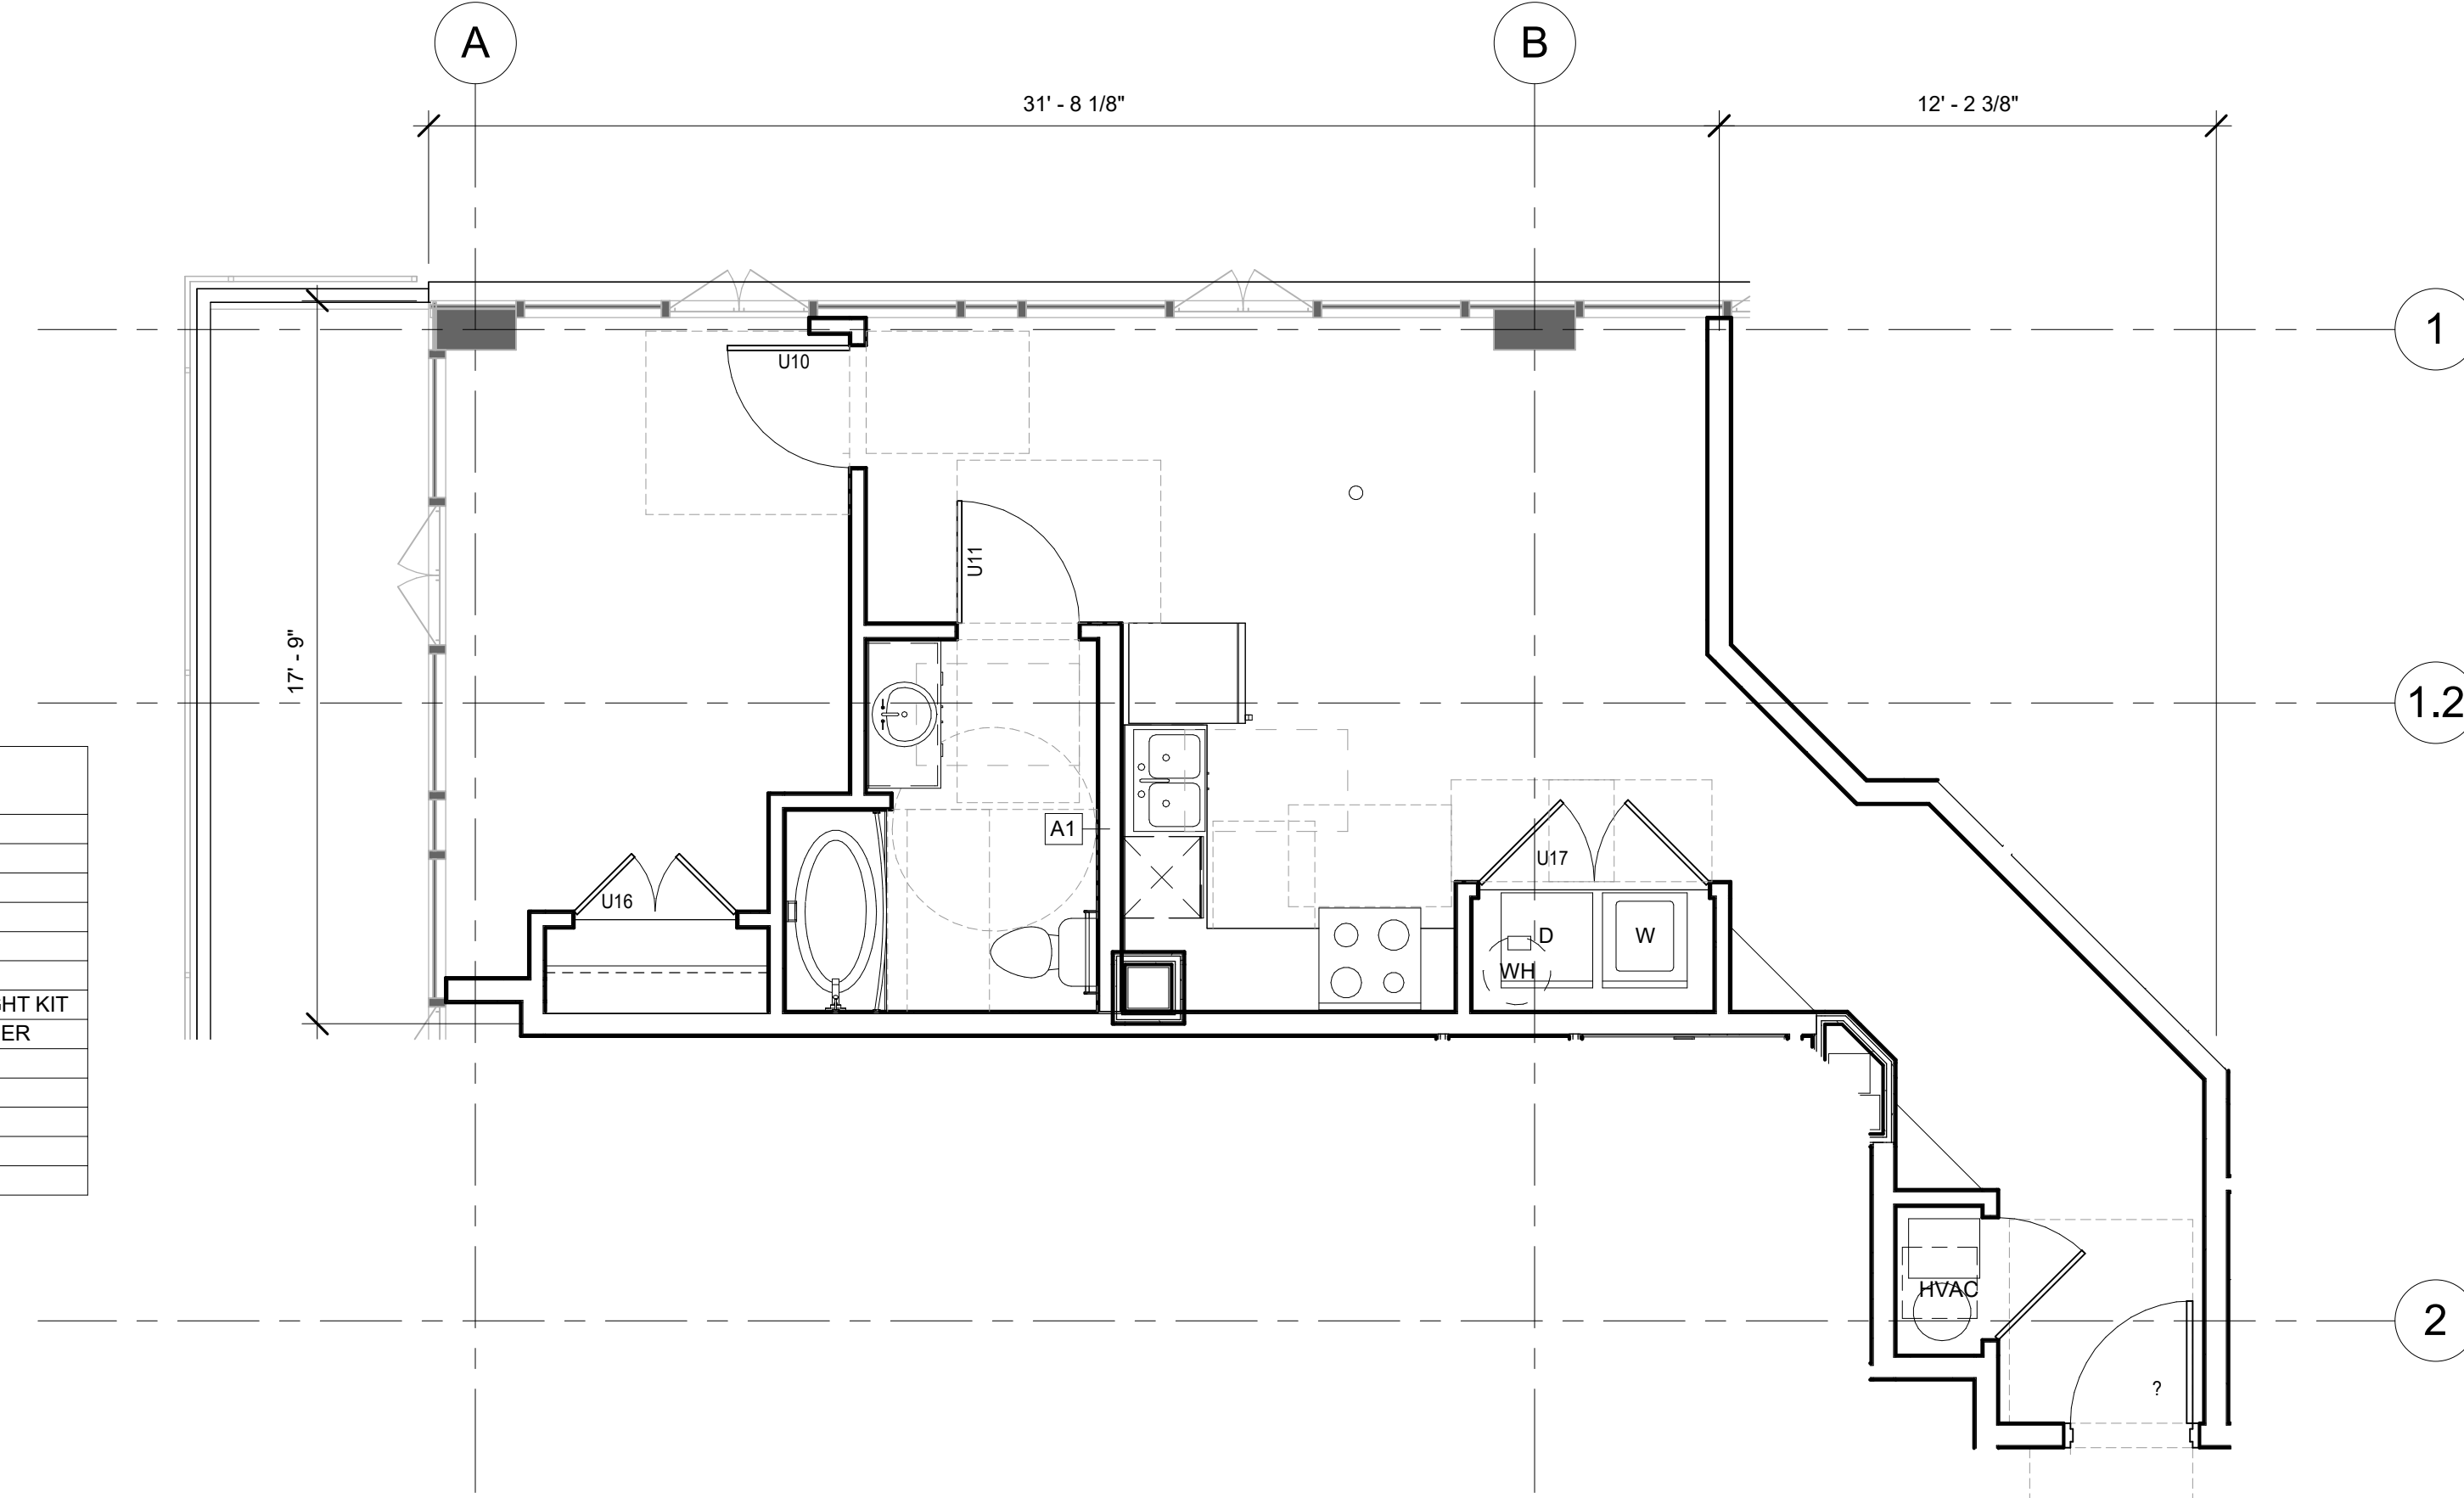 A
B
31' - 8 1/8"
12' - 2 3/8"
1
U10
U11
17' - 9"
1.2
A1
U17
U16
D
W
WH
GHT KIT
ER
HVAC
2
?